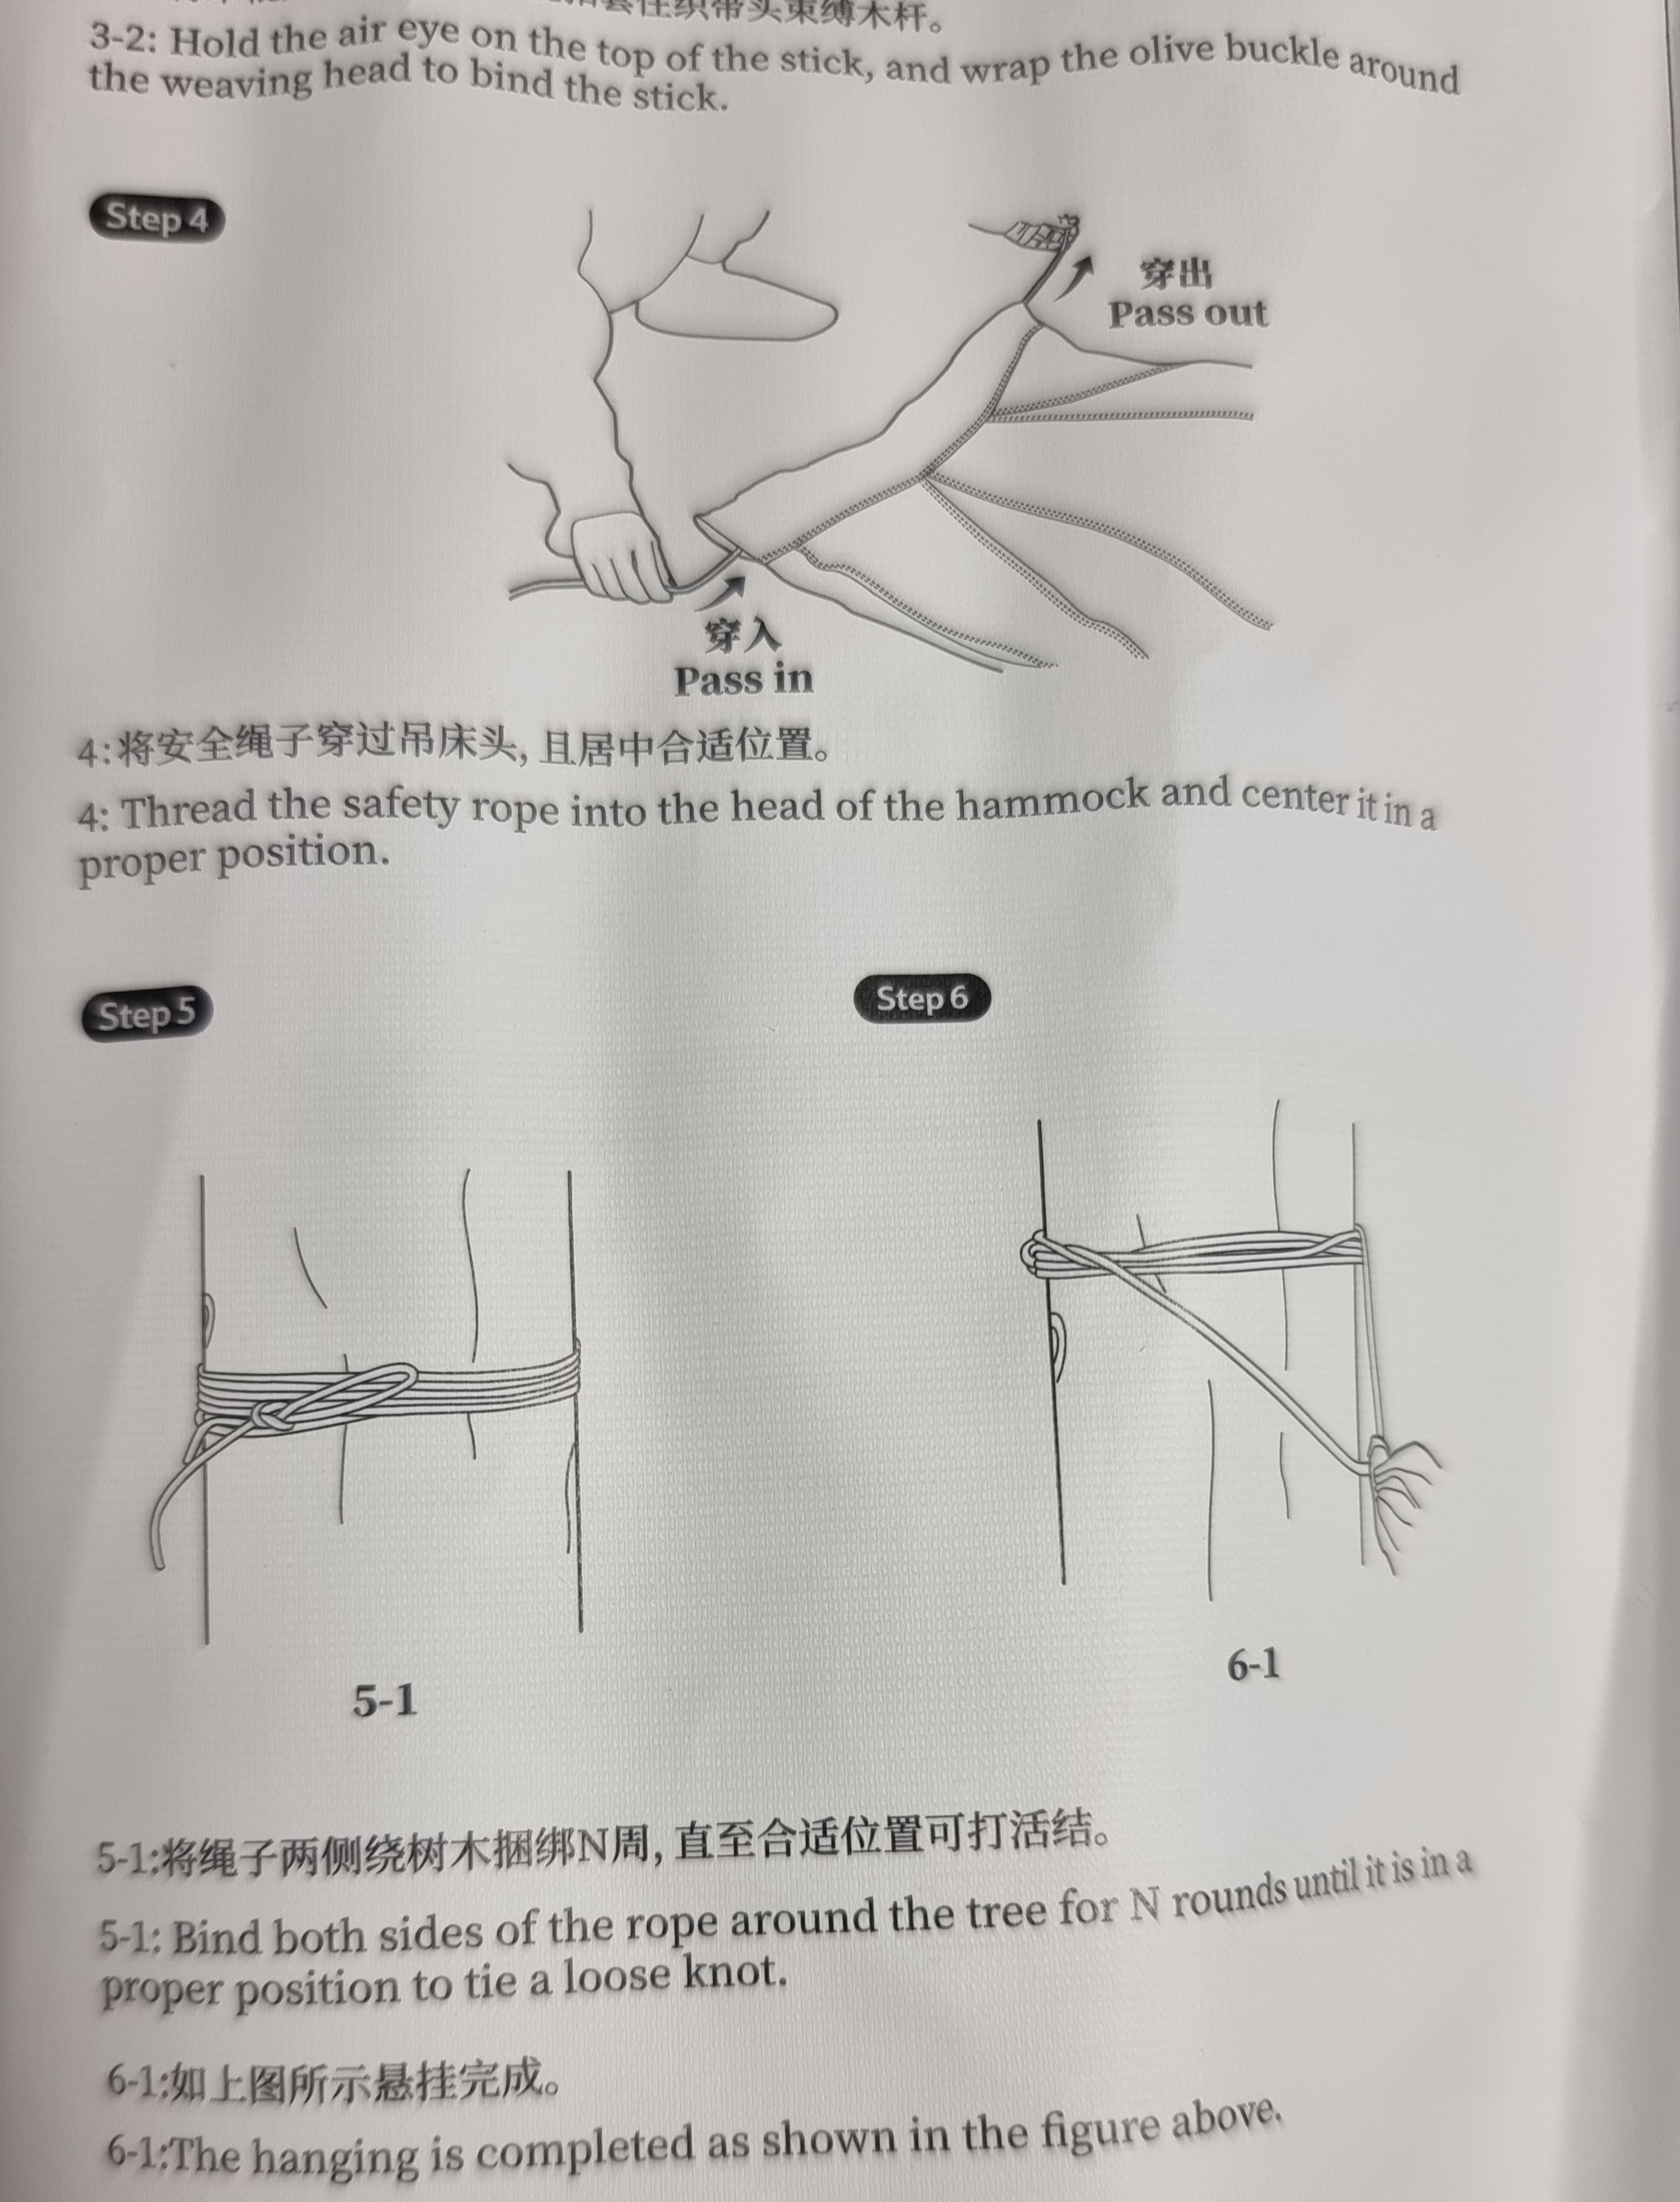 套住织带头束缚木杆。
3-2: Hold the air eye on the top of the stick, and wrap the olive buckle around
the weaving head to bind the stick.
Step 4
穿出
Pass out
穿入
Pass in
4:将安全绳子穿过吊床头, 且居中合适位置。
4: Thread the safety rope into the head of the hammock and center it in a
proper position.
Step 5
Step 6
5-1
6-1
5-1:将绳子两侧绕树木捆绑N周, 直至合适位置可打活结。
5-1: Bind both sides of the rope around the tree for N rounds until it is in a
proper position to tie a loose knot.
6-1:如上图所示悬挂完成。
6-1:The hanging is completed as shown in the figure above.